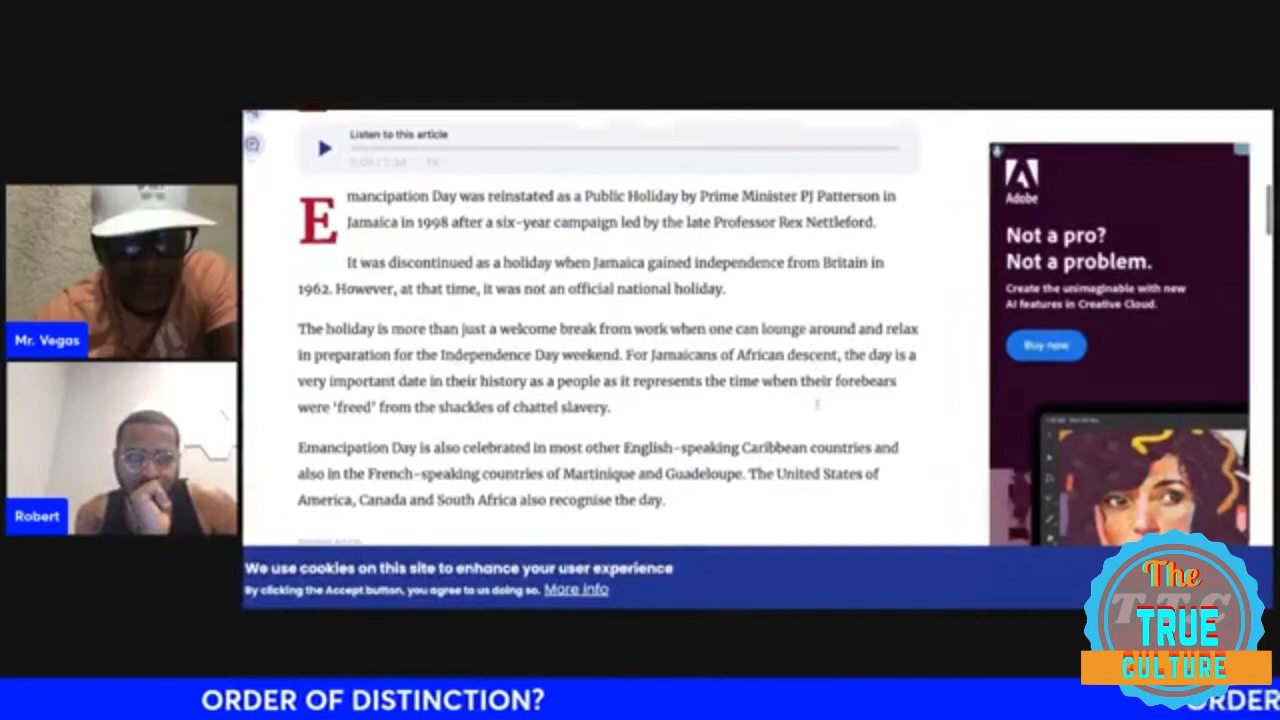 Listen to this article
Emancipation Day was reinstated as a Public Holiday by Prime Minister PJ Patterson in
Jamaica in 1998 after a six-year campaign led by the late Professor Rex Nettleford.
It was discontinued as a holiday when Jamaica gained independence from Britain in
1962. However, at that time, it was not an official national holiday.
The holiday is more than just a welcome break from work when one can lounge around and relax
in preparation for the Independence Day weekend. For Jamaicans of African descent, the day is a
very important date in their history as a people as it represents the time when their forebears
were 'freed' from the shackles of chattel slavery.
Emancipation Day is also celebrated in most other English-speaking Caribbean countries and
also in the French-speaking countries of Martinique and Guadeloupe. The United States of
America, Canada and South Africa also recognise the day.
Adobe
Not a pro?
Not a problem.
Create the unimaginable with new
AI features in Creative Cloud.
Buy now
Mr. Vegas
Robert
We use cookies on this site to enhance your user experience
By clicking the Accept button, you agree to us doing so. More info
The
TTC
TRUE
CULTURE
ORDER OF DISTINCTION?
ORDER